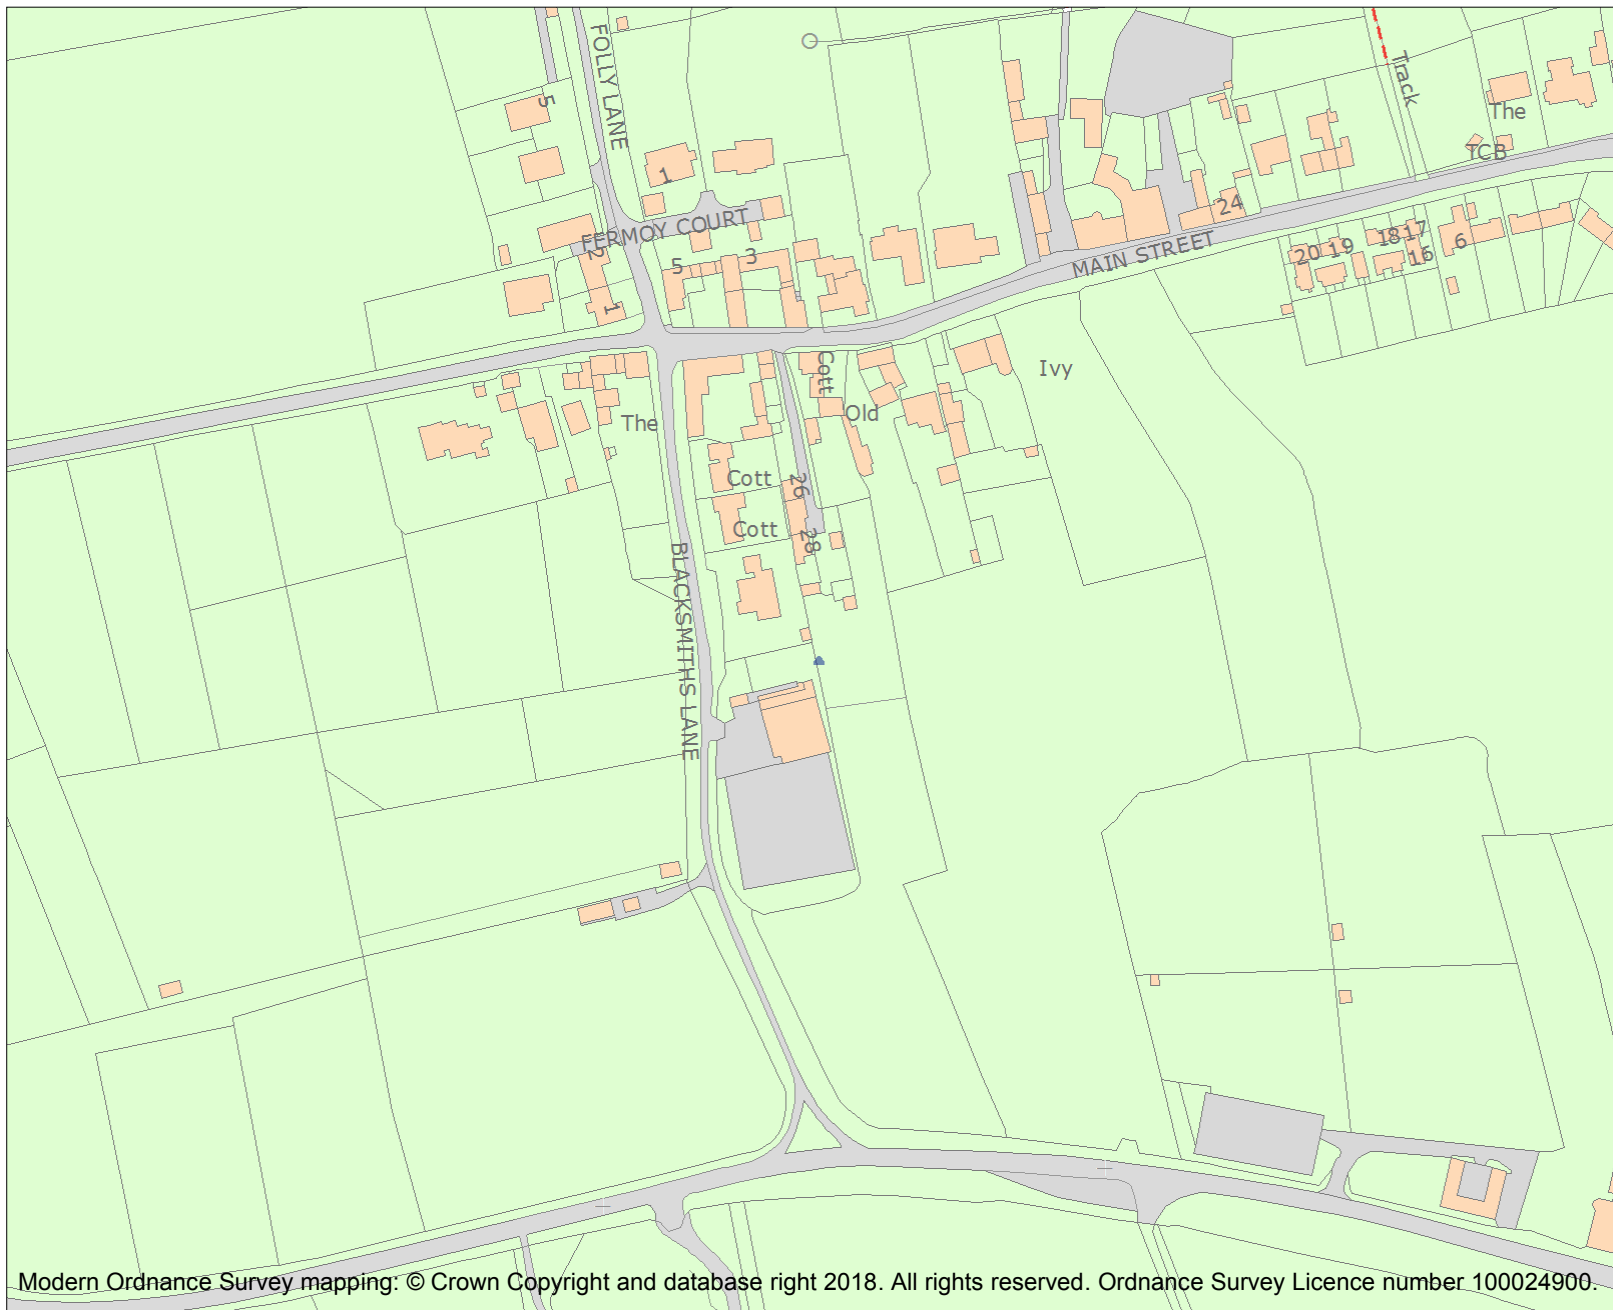 FOLLY LANE
5
Track
The
TCB
1
24
FERMOY COURT
2
5
3
1
MAIN STREET
20
19
18
17
16
6
Cott
Ivy
Old
The
Cott
26
Cott
28
BLACKSMITHS LANE
Modern Ordnance Survey mapping: © Crown Copyright and database right 2018. All rights reserved. Ordnance Survey Licence number 100024900.